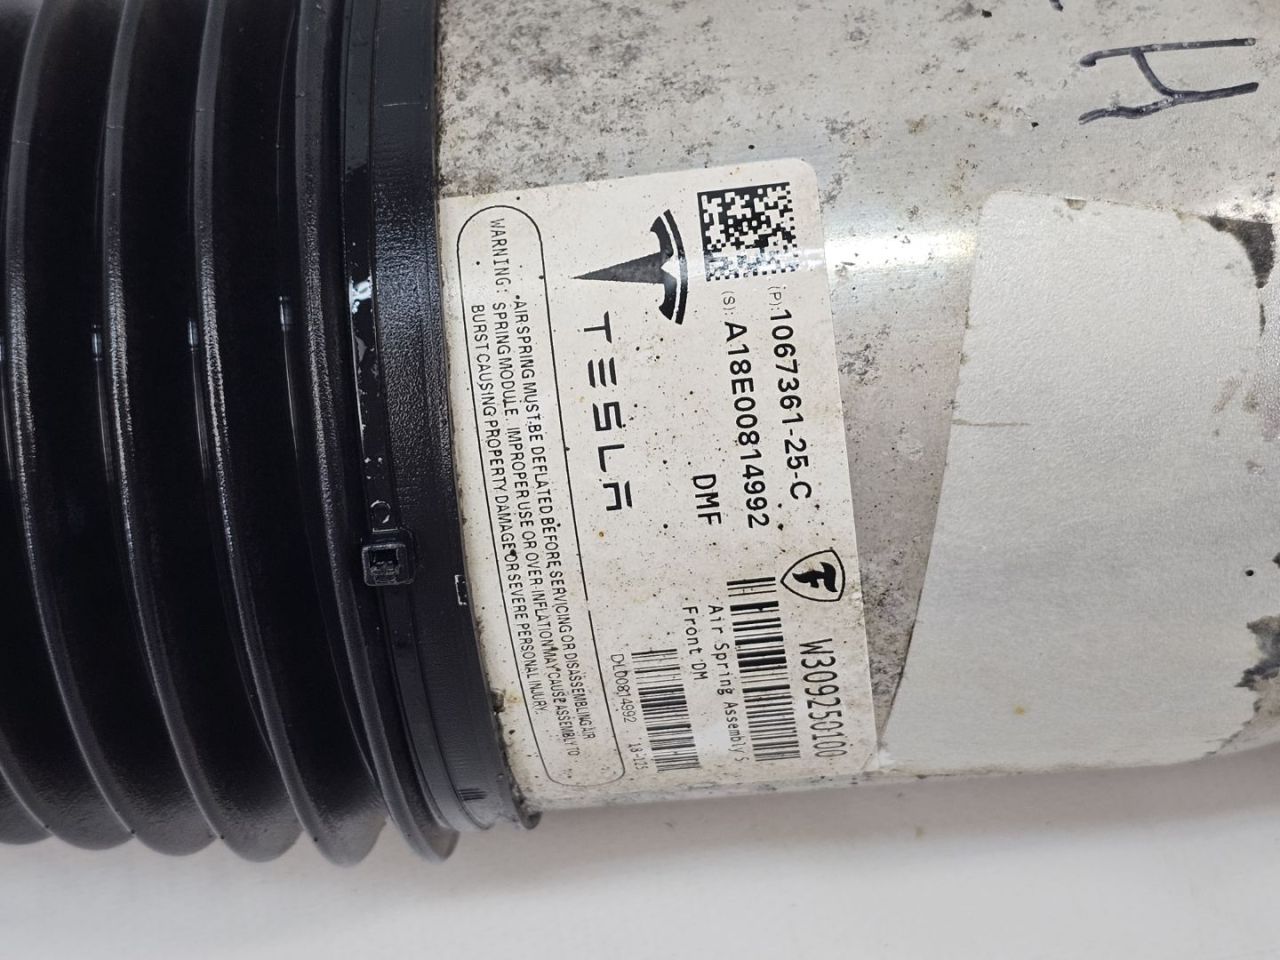 (P):1067361-25-C
(S): A18E00814992
DMF
TESLA
WARNING: •AIR SPRING MUST BE DEFLATED BEFORE SERVICING OR DISASSEMBLING AIR
SPRING MODULE. IMPROPER USE OR OVER-INFLATION MAY CAUSE ASSEMBLY TO
BURST CAUSING PROPERTY DAMAGE OR SEVERE PERSONAL INJURY.
F
W309250100
Air Spring Assembly S
Front DM
DLD0814992
H